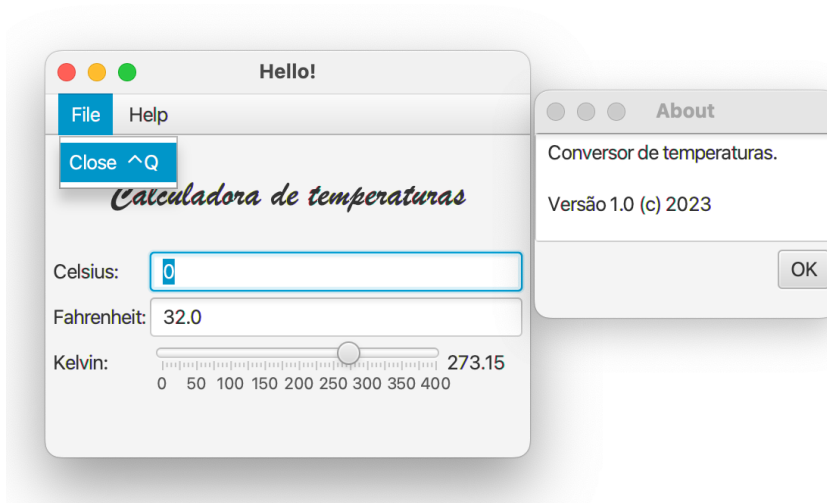 Hello!
File Help
Close ^Q
Calculadora de temperaturas
Celsius: 0
Fahrenheit: 32.0
Kelvin: 273.15
0 50 100 150 200 250 300 350 400
About
Conversor de temperaturas.
Versão 1.0 (c) 2023
OK